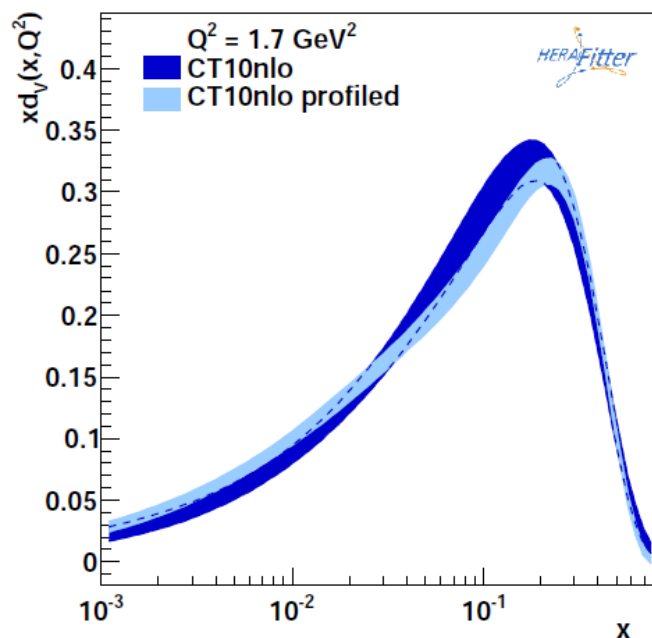 Q² = 1.7 GeV²
CT10nlo
CT10nlo profiled
HERAFitter
xd_V(x,Q²)
0.4
0.35
0.3
0.25
0.2
0.15
0.1
0.05
0
10⁻³
10⁻²
10⁻¹
x